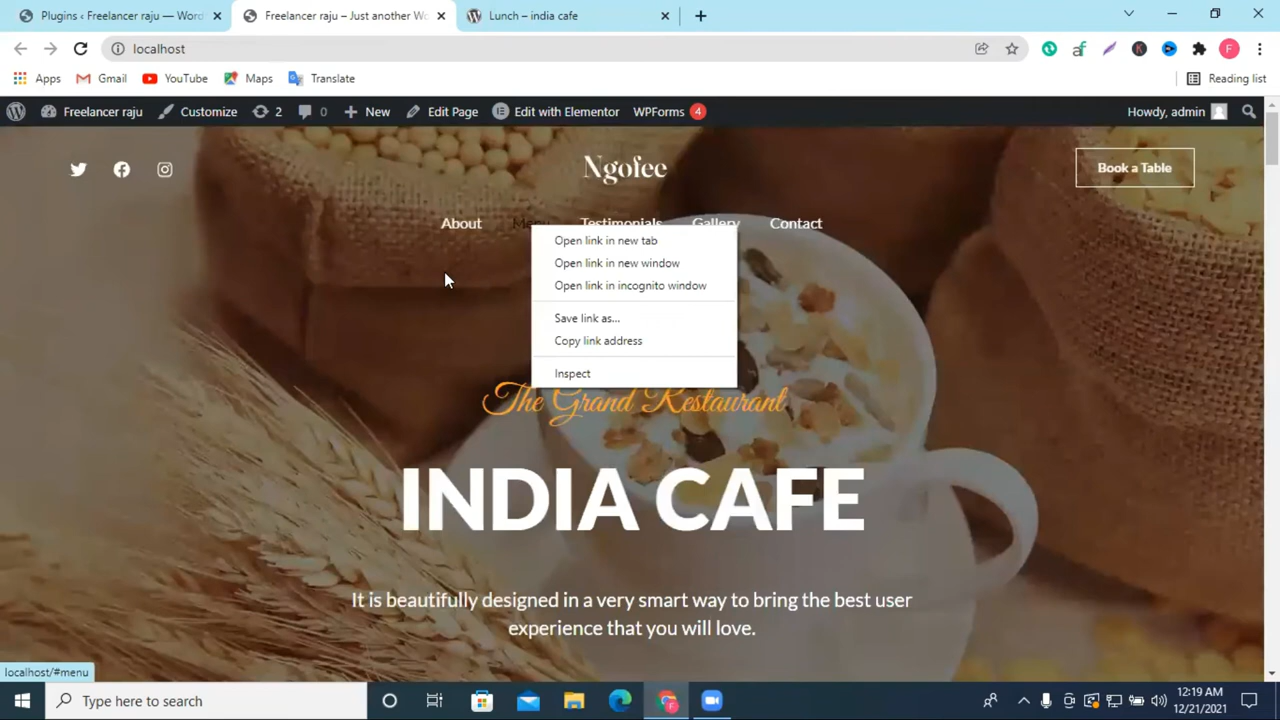 Plugins ‹ Freelancer raju — Word
Freelancer raju – Just another Wo
Lunch – india cafe
localhost
Apps
Gmail
YouTube
Maps
Translate
Reading list
Freelancer raju
Customize
2
0
New
Edit Page
Edit with Elementor
WPForms
4
Howdy, admin
Ngofee
Book a Table
About
Menu
Testimonials
Gallery
Contact
Open link in new tab
Open link in new window
Open link in incognito window
Save link as...
Copy link address
Inspect
The Grand Restaurant
INDIA CAFE
It is beautifully designed in a very smart way to bring the best user
experience that you will love.
localhost/#menu
Type here to search
12:19 AM
12/21/2021